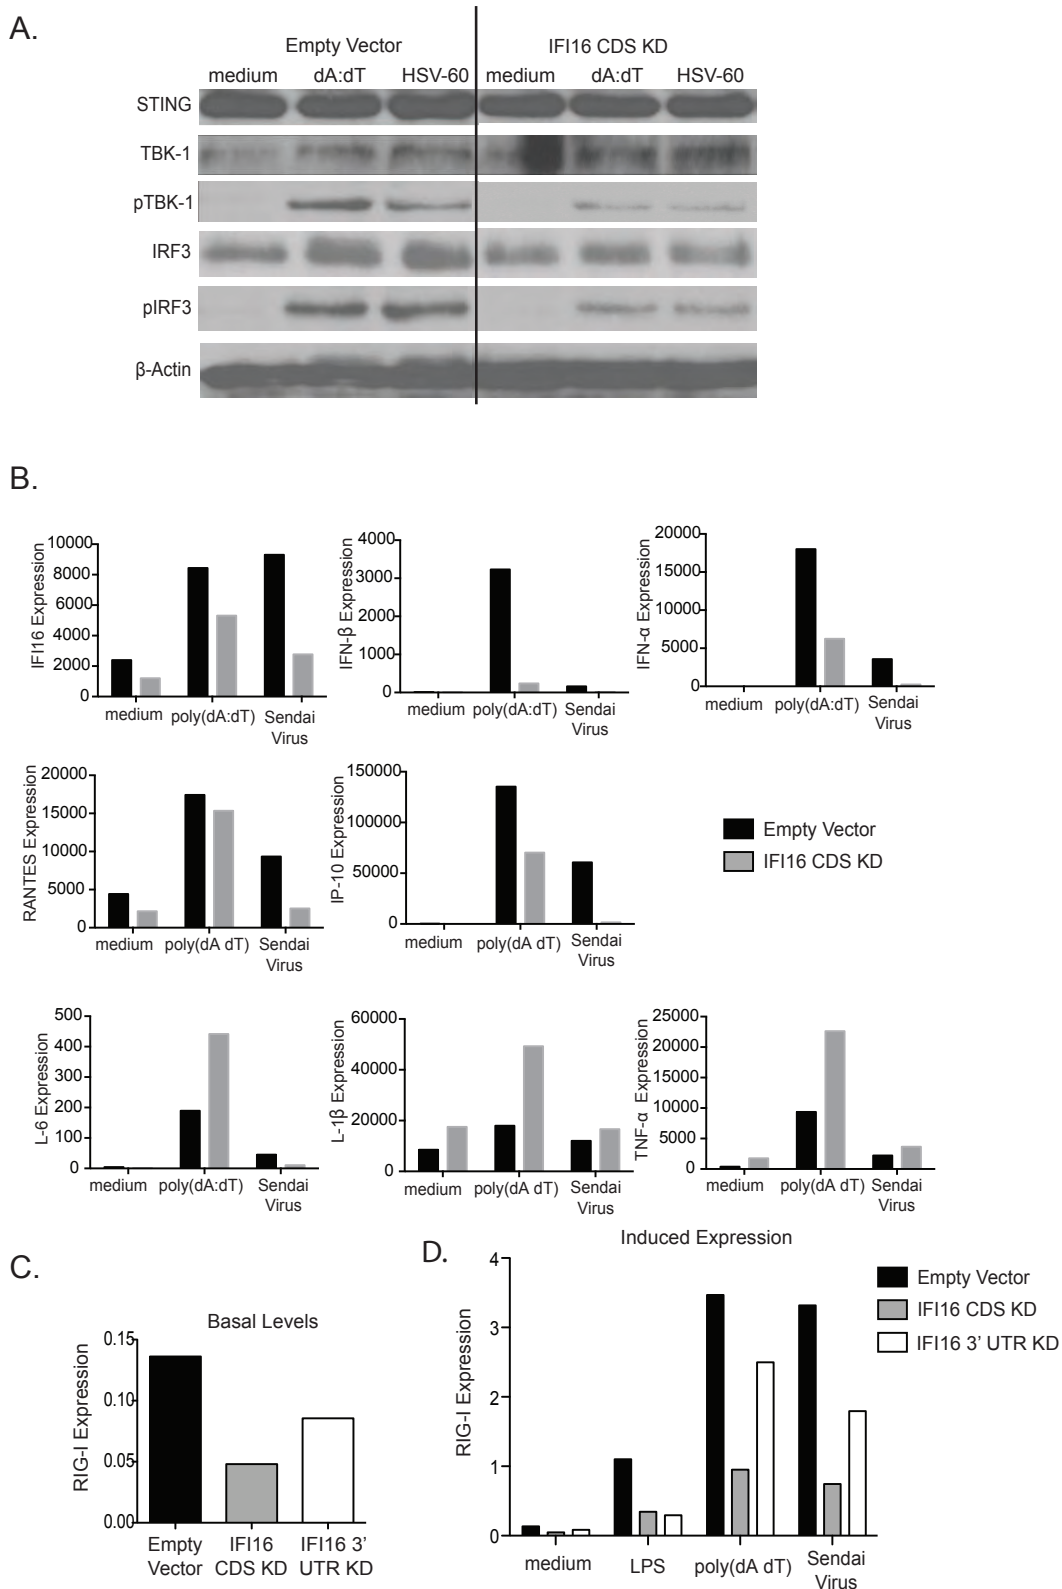 A.
Empty Vector IFI16 CDS KD
medium dA:dT HSV-60 medium dA:dT HSV-60
STING
TBK-1
pTBK-1
IRF3
pIRF3
β-Actin
B.
IFI16 Expression
10000
8000
6000
4000
2000
0
medium poly(dA:dT) Sendai
Virus
IFN-β Expression
4000
3000
2000
1000
0
medium poly(dA:dT) Sendai
Virus
IFN-α Expression
20000
15000
10000
5000
0
medium poly(dA:dT) Sendai
Virus
RANTES Expression
20000
15000
10000
5000
0
medium poly(dA dT) Sendai
Virus
IP-10 Expression
150000
100000
50000
0
medium poly(dA dT) Sendai
Virus
Empty Vector
IFI16 CDS KD
L-6 Expression
500
400
300
200
100
0
medium poly(dA:dT) Sendai
Virus
L-1β Expression
60000
40000
20000
0
medium poly(dA dT) Sendai
Virus
TNF-α Expression
25000
20000
15000
10000
5000
0
medium poly(dA dT) Sendai
Virus
C.
Basal Levels
RIG-I Expression
0.15
0.10
0.05
0.00
Empty IFI16 IFI16 3'
Vector CDS KD UTR KD
D.
Induced Expression
RIG-I Expression
4
3
2
1
0
medium LPS poly(dA dT) Sendai
Virus
Empty Vector
IFI16 CDS KD
IFI16 3' UTR KD